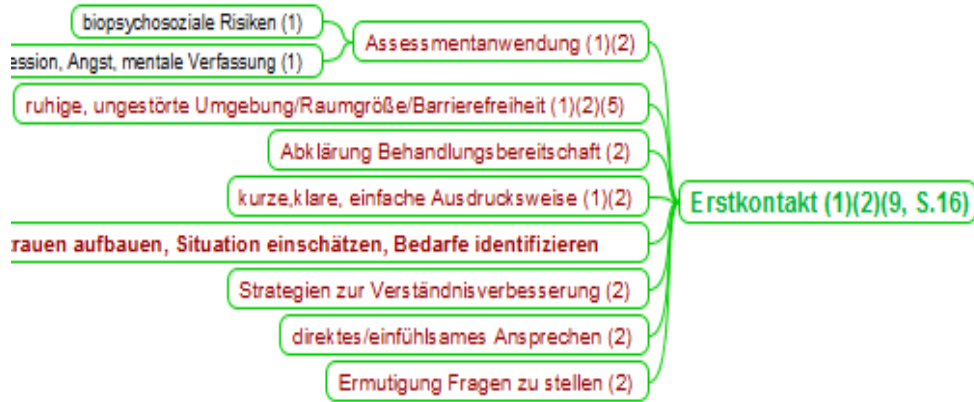 biopsychosoziale Risiken (1)
Assessmentanwendung (1)(2)
Angst, mentale Verfassung (1)
ruhige, ungestörte Umgebung/Raumgröße/Barrierefreiheit (1)(2)(5)
Abklärung Behandlungsbereitschaft (2)
kurze,klare, einfache Ausdrucksweise (1)(2)
Erstkontakt (1)(2)(9, S.16)
aufbauen, Situation einschätzen, Bedarfe identifizieren
Strategien zur Verständnisverbesserung (2)
direktes/einfühlsames Ansprechen (2)
Ermutigung Fragen zu stellen (2)